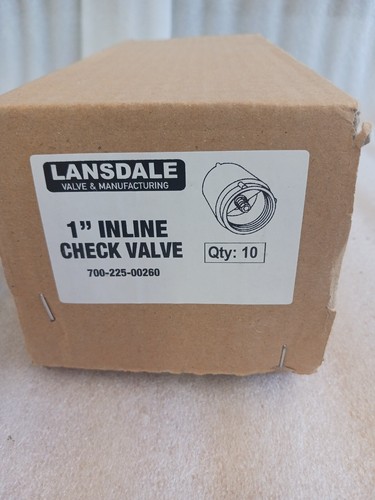 LANSDALE
VALVE & MANUFACTURING
1” INLINE
CHECK VALVE
700-225-00260
Qty: 10